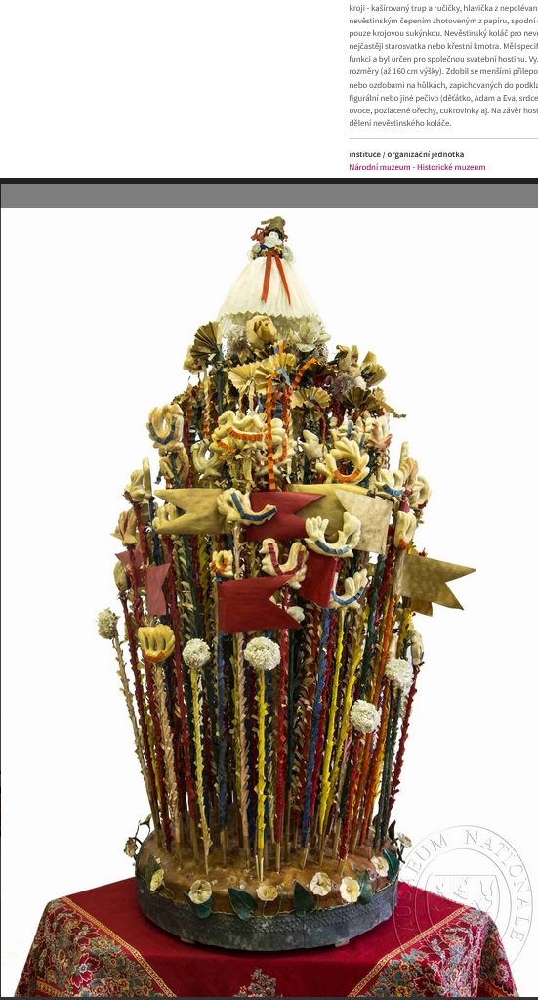 kroji - kašírovaný trup a ručičky, hlavička z nepolévan
nevěstinským čepením zhotoveným z papíru, spodní
pouze krojovou sukýnkou. Nevěstinský koláč pro nev
nejčastěji starosvatka nebo křestní kmotra. Měl specif
funkci a byl určen pro společnou svatební hostinu. Vy
rozměry (až 160 cm výšky). Zdobil se menšími přilepo
nebo ozdobami na hůlkách, zapichovaných do podkla
figurální nebo jiné pečivo (děťátko, Adam a Eva, srdce
ovoce, pozlacené ořechy, cukrovinky aj. Na závěr host
dělení nevěstinského koláče.
instituce / organizační jednotka
Národní muzeum - Historické muzeum
MUSEUM NATIONALE